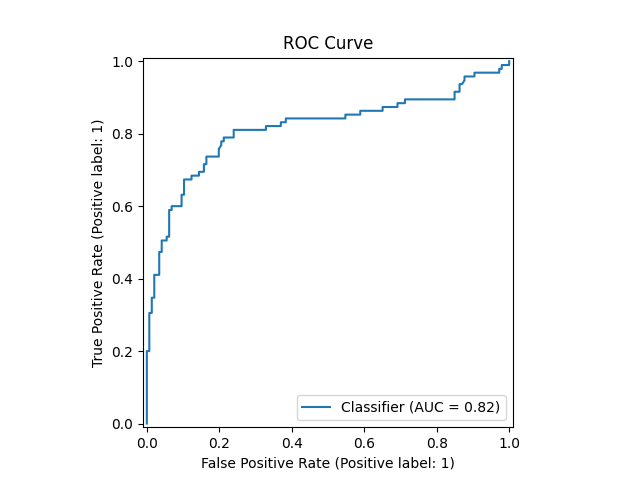 ROC Curve
True Positive Rate (Positive label: 1)
1.0
0.8
0.6
0.4
0.2
0.0
Classifier (AUC = 0.82)
0.0 0.2 0.4 0.6 0.8 1.0
False Positive Rate (Positive label: 1)